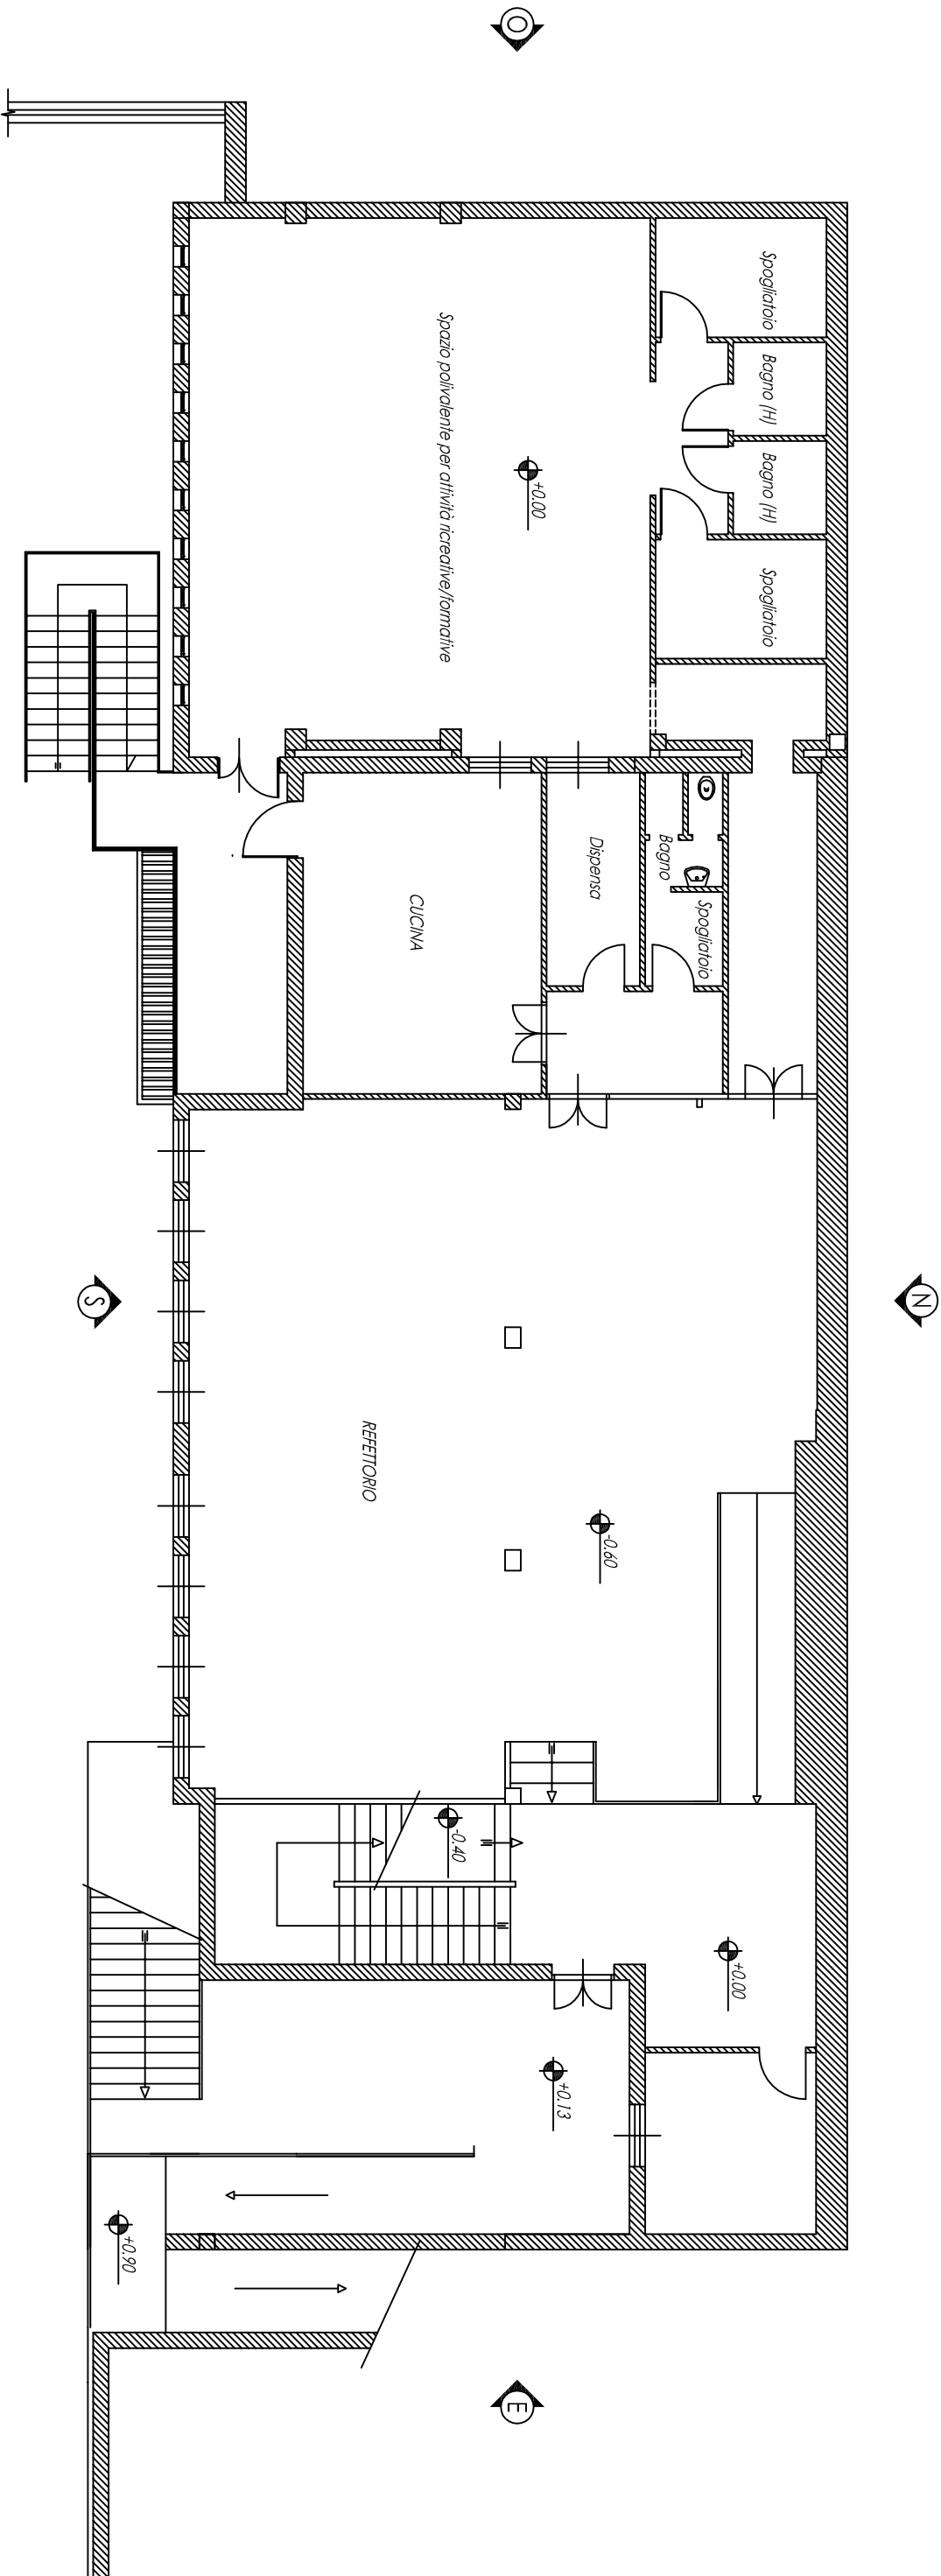 O
Spogliatoio
Bagno (H)
Bagno (H)
Spogliatoio
+0.00
Spazio polivalente per attività ricreative/formative
Dispensa
Bagno
Spogliatoio
CUCINA
N
S
REFETTORIO
-0.60
-0.40
+0.00
+0.13
+0.90
E